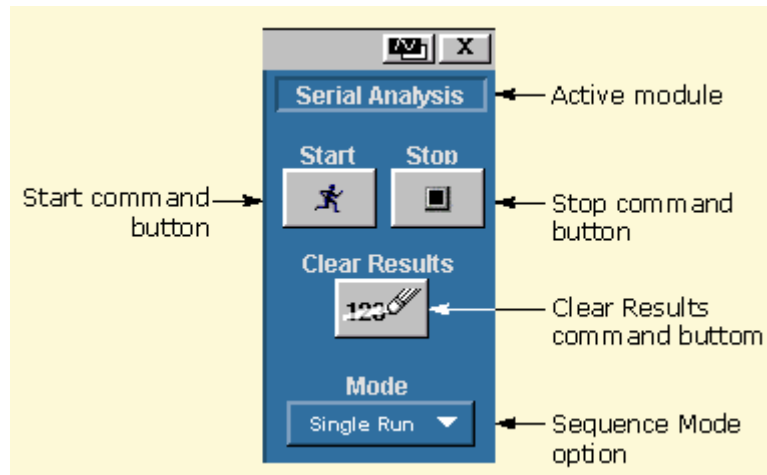 X
Serial Analysis
Active module
Start Stop
Start command
button
Stop command
button
Clear Results
123
Clear Results
command buttom
Mode
Single Run
Sequence Mode
option